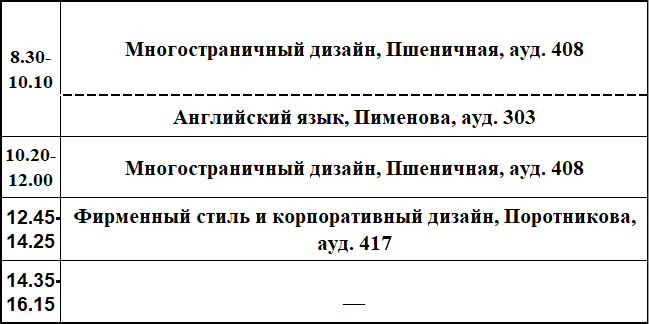 8.30-
10.10
Многостраничный дизайн, Пшеничная, ауд. 408
Английский язык, Пименова, ауд. 303
10.20-
12.00
Многостраничный дизайн, Пшеничная, ауд. 408
12.45-
14.25
Фирменный стиль и корпоративный дизайн, Поротникова,
ауд. 417
14.35-
16.15
—